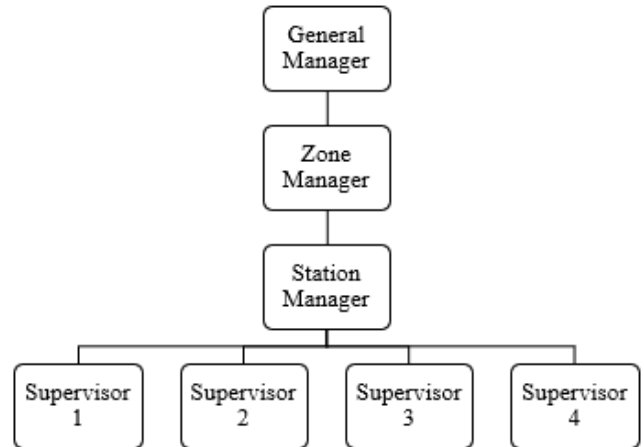 General
Manager
Zone
Manager
Station
Manager
Supervisor
1
Supervisor
2
Supervisor
3
Supervisor
4